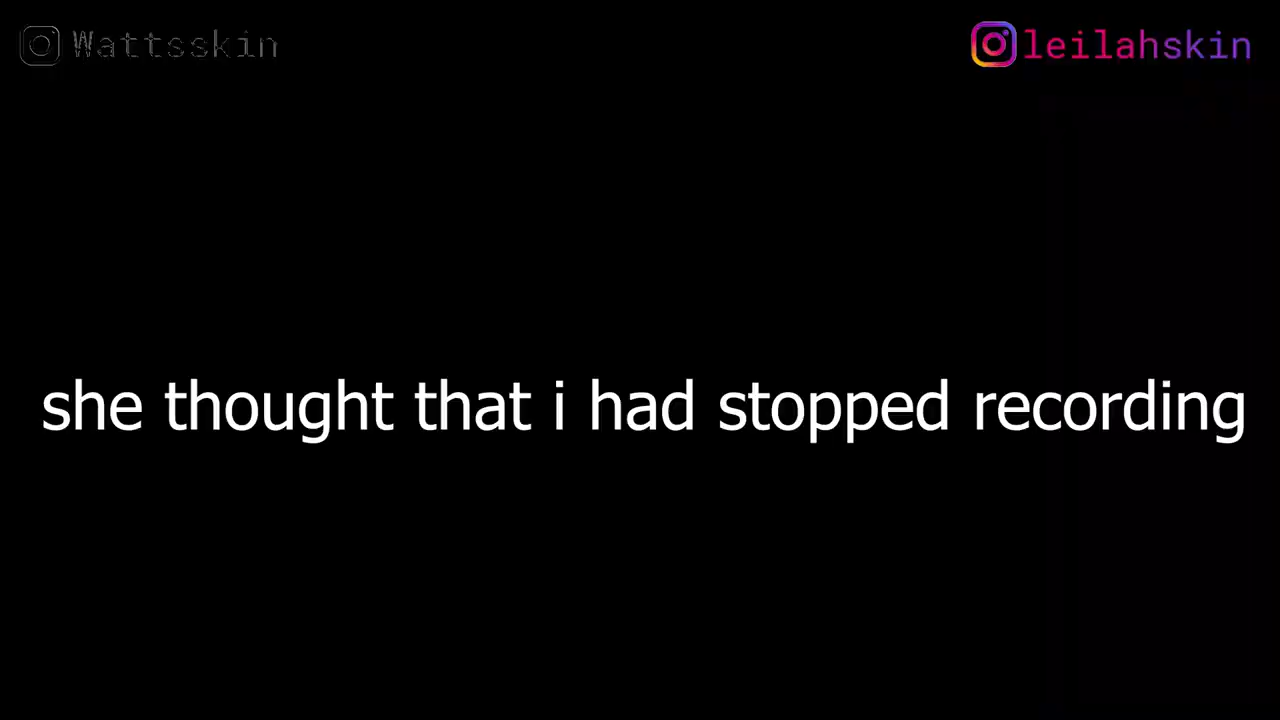 Wattsskin
leilahskin
she thought that i had stopped recording